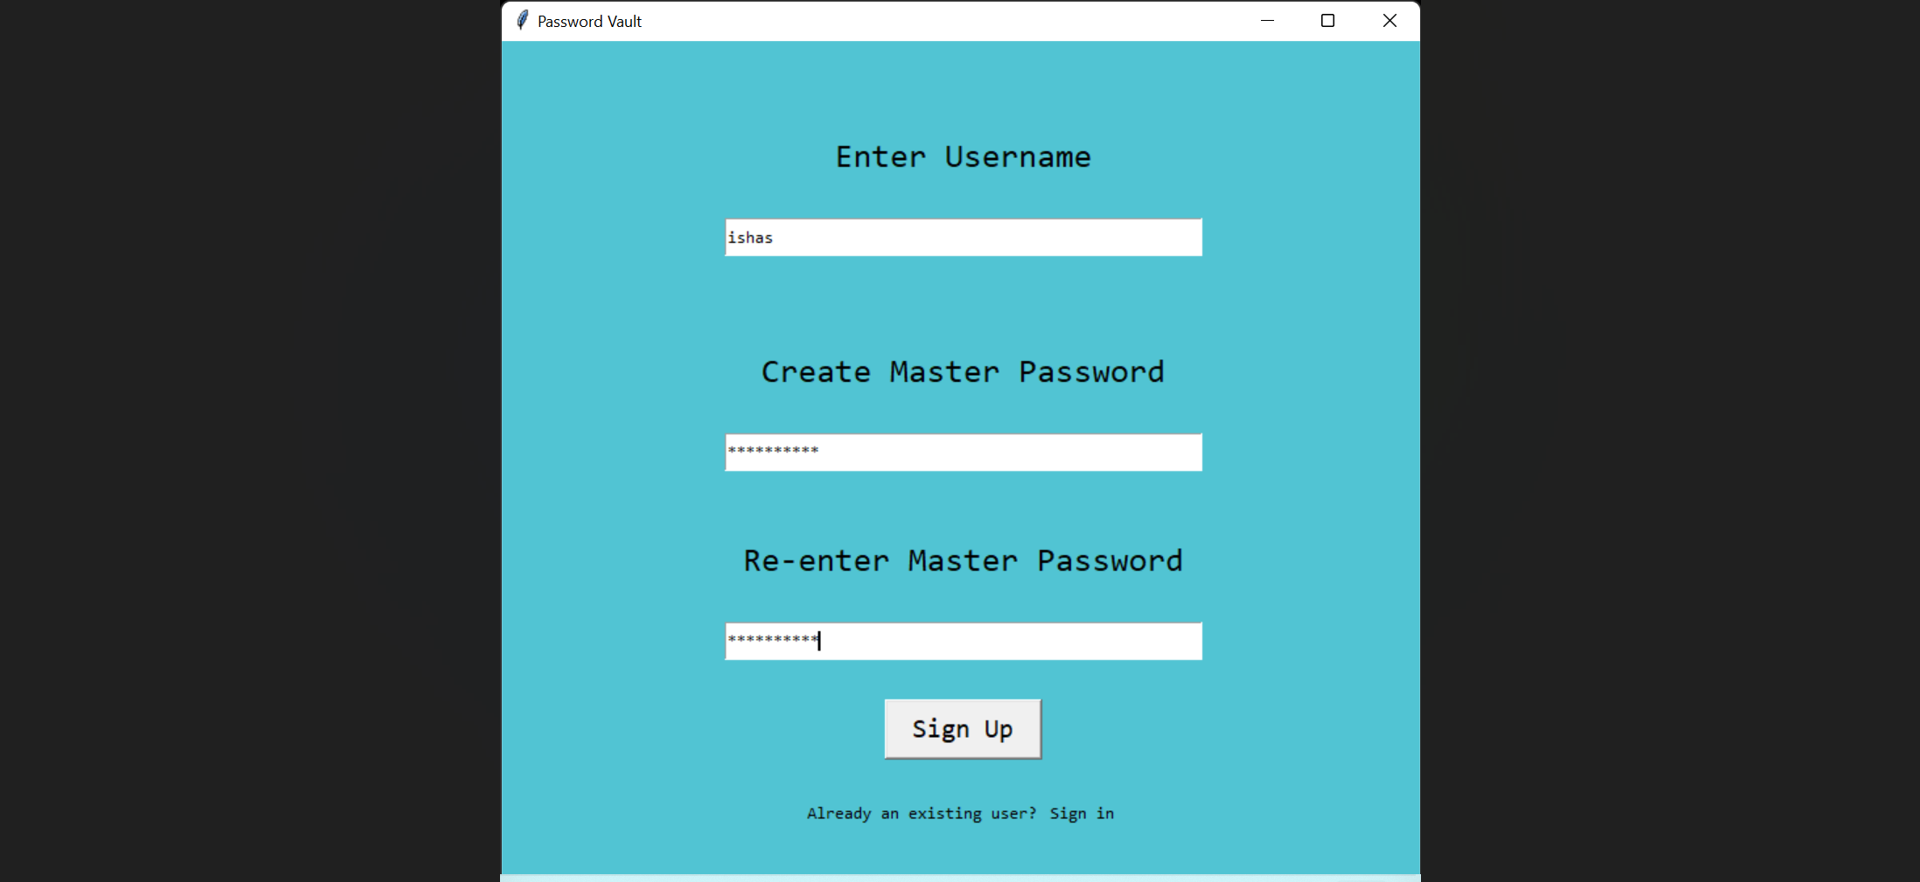 Password Vault
Enter Username
ishas
Create Master Password
**********
Re-enter Master Password
**********
Sign Up
Already an existing user? Sign in